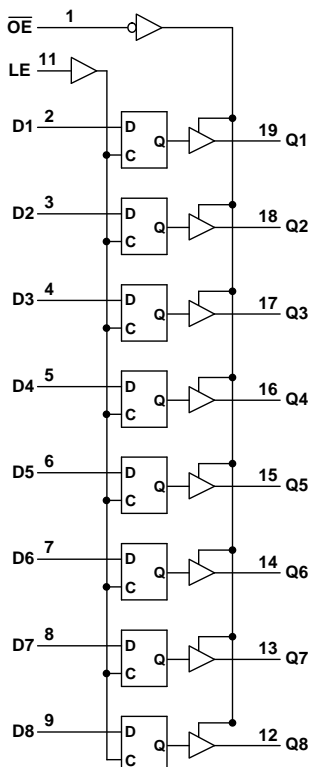 OE 1
LE 11
D1 2 D Q C 19 Q1
D2 3 D Q C 18 Q2
D3 4 D Q C 17 Q3
D4 5 D Q C 16 Q4
D5 6 D Q C 15 Q5
D6 7 D Q C 14 Q6
D7 8 D Q C 13 Q7
D8 9 D Q C 12 Q8